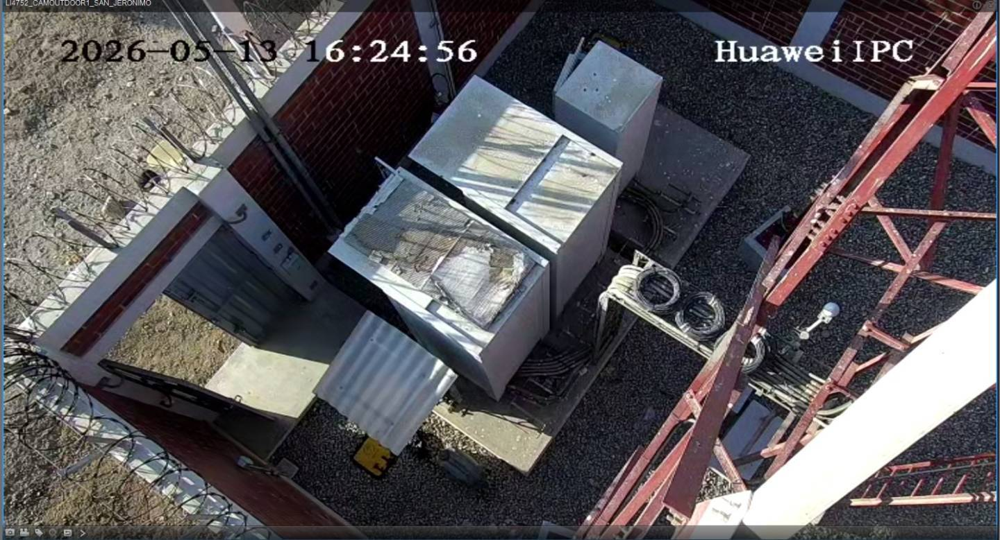 LI4752_CAMOUTDOOR1_SAN_JERONIMO
2026-05-13 16:24:56
HuaweiIPC